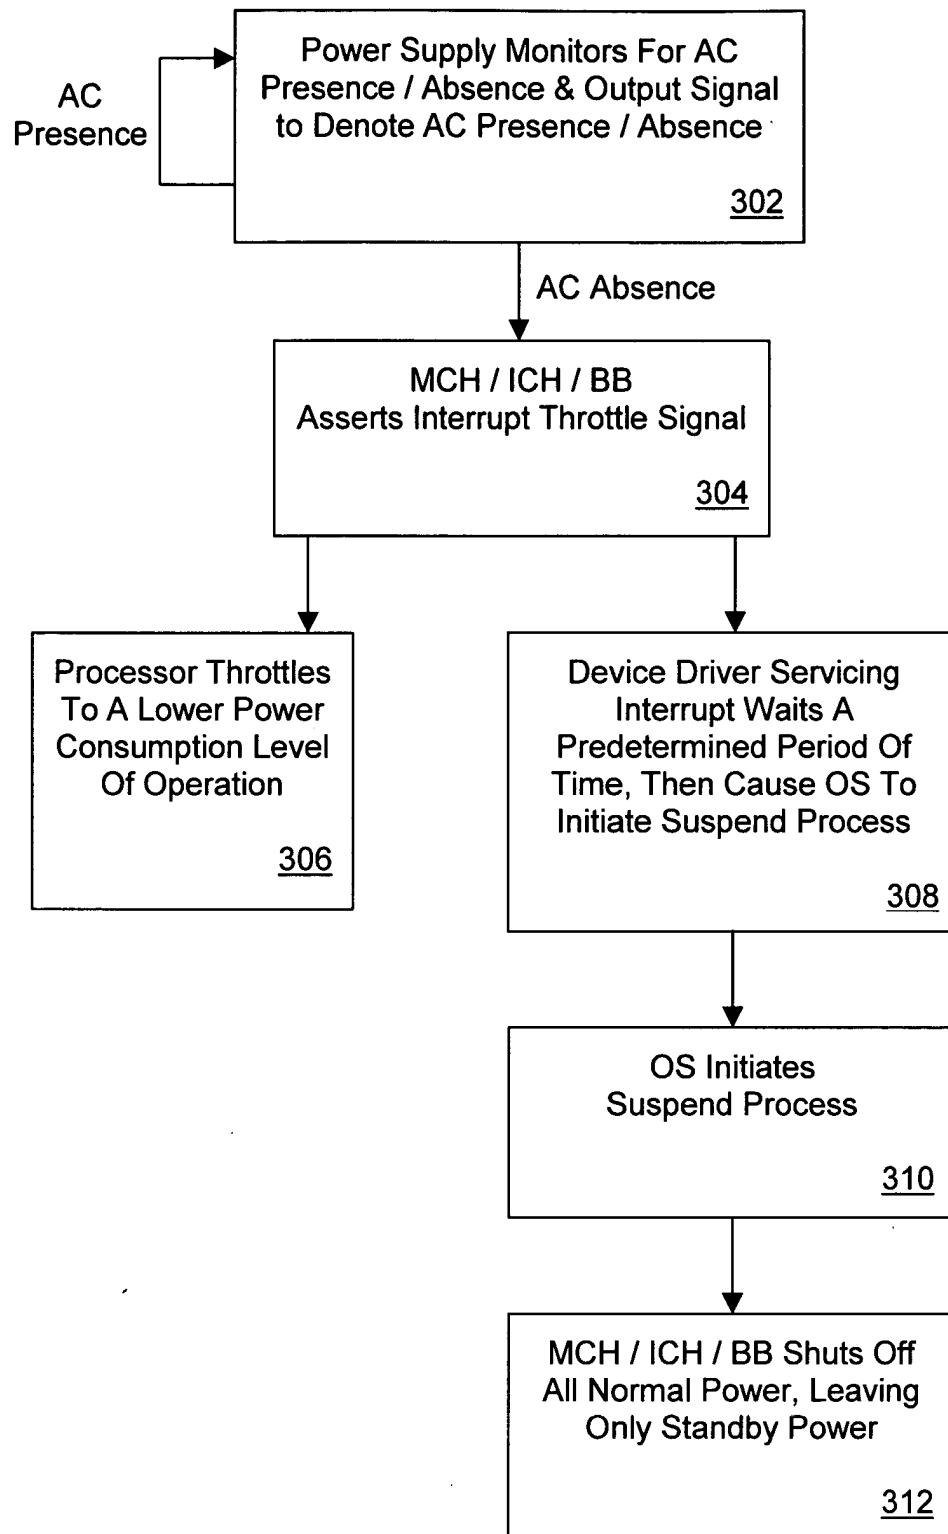 Power Supply Monitors For AC
Presence / Absence & Output Signal
to Denote AC Presence / Absence
302
AC
Presence
AC Absence
MCH / ICH / BB
Asserts Interrupt Throttle Signal
304
Processor Throttles
To A Lower Power
Consumption Level
Of Operation
306
Device Driver Servicing
Interrupt Waits A
Predetermined Period Of
Time, Then Cause OS To
Initiate Suspend Process
308
OS Initiates
Suspend Process
310
MCH / ICH / BB Shuts Off
All Normal Power, Leaving
Only Standby Power
312